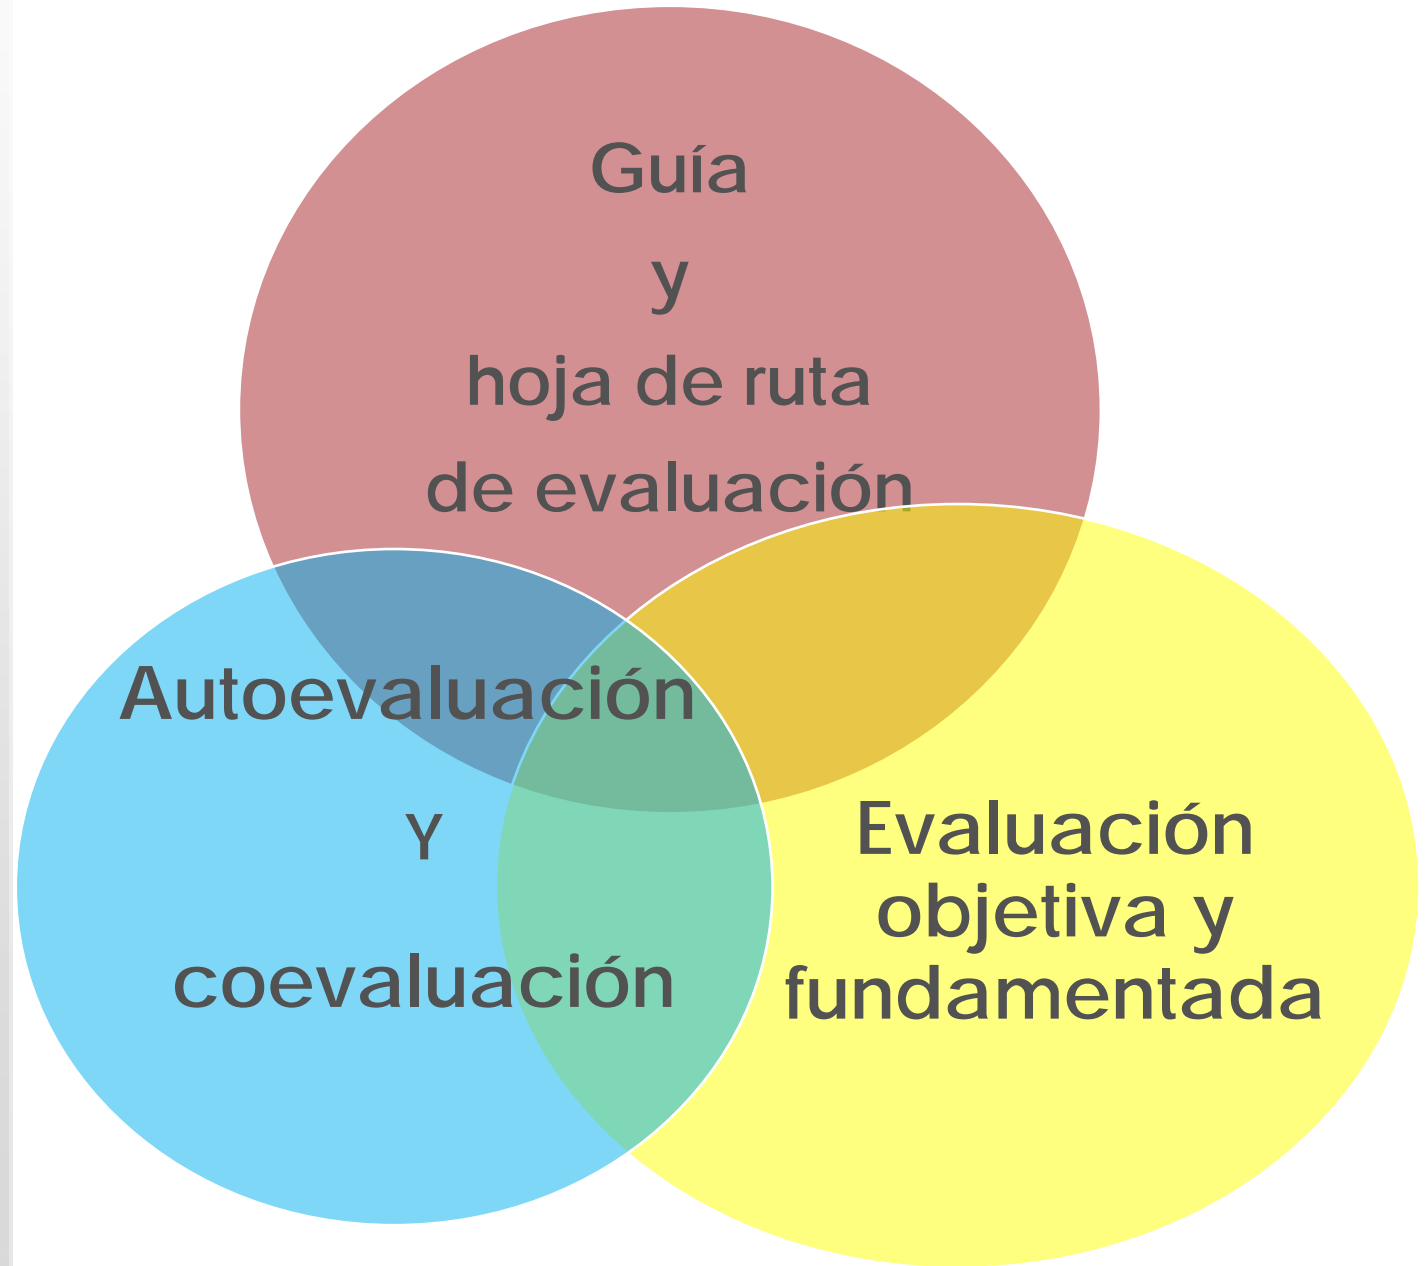 Guía
y
hoja de ruta
de evaluación
Autoevaluación
Y
coevaluación
Evaluación
objetiva y
fundamentada